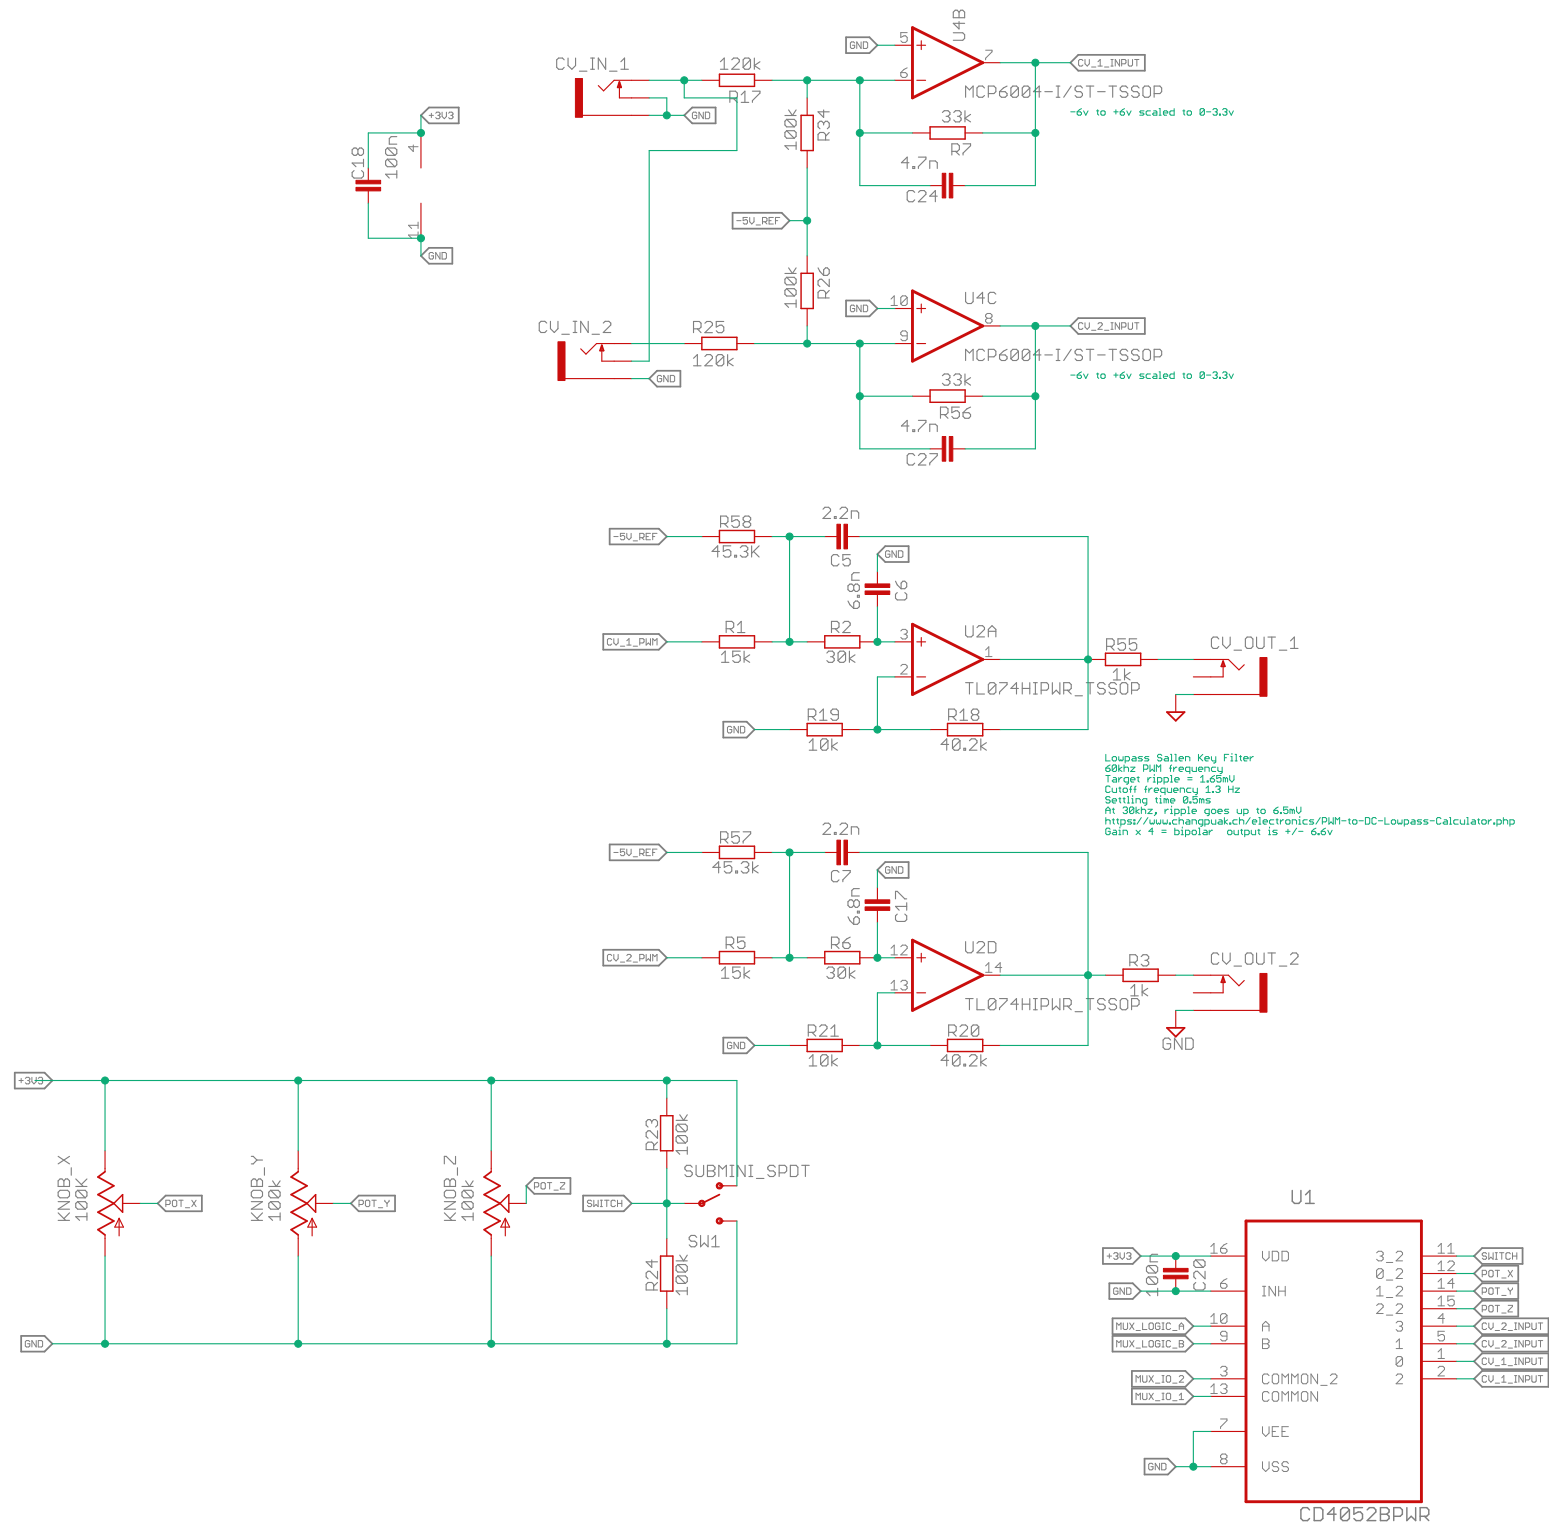 U4B
GND
5
6
7
CV_1_INPUT
MCP6004-I/ST-TSSOP
-6v to +6v scaled to 0-3.3v
CV_IN_1
120k
R17
GND
100k
R34
33k
R7
4.7n
C24
+3V3
4
C18
100n
11
GND
-5V_REF
100k
R26
GND
10
9
8
U4C
CV_2_INPUT
MCP6004-I/ST-TSSOP
-6v to +6v scaled to 0-3.3v
CV_IN_2
R25
120k
GND
33k
R56
4.7n
C27
-5V_REF
R58
45.3K
2.2n
C5
GND
6.8n
C6
CV_1_PWM
R1
15k
R2
30k
3
2
1
U2A
TL074HIPWR_TSSOP
R55
1k
CV_OUT_1
GND
R19
10k
R18
40.2k
Lowpass Sallen Key Filter
60khz PWM frequency
Target ripple = 1.65mV
Cutoff frequency 1.3 Hz
Settling time 0.5ms
At 30khz, ripple goes up to 6.5mV
https://www.changpuak.ch/electronics/PWM-to-DC-Lowpass-Calculator.php
Gain x 4 = bipolar  output is +/- 6.6v
-5V_REF
R57
45.3k
2.2n
C7
GND
6.8n
C17
CV_2_PWM
R5
15k
R6
30k
12
13
14
U2D
TL074HIPWR_TSSOP
R3
1k
CV_OUT_2
GND
GND
R21
10k
R20
40.2k
+3V3
KNOB_X
100K
POT_X
KNOB_Y
100k
POT_Y
KNOB_Z
100k
POT_Z
R23
100k
SUBMINI_SPDT
SWITCH
SW1
R24
100k
GND
U1
+3V3
16
VDD
100n
C20
GND
6
INH
MUX_LOGIC_A
10
A
MUX_LOGIC_B
9
B
MUX_IO_2
3
COMMON_2
MUX_IO_1
13
COMMON
7
VEE
GND
8
VSS
3_2
11
SWITCH
0_2
12
POT_X
1_2
14
POT_Y
2_2
15
POT_Z
3
4
CV_2_INPUT
1
5
CV_2_INPUT
0
1
CV_1_INPUT
2
2
CV_1_INPUT
CD4052BPWR